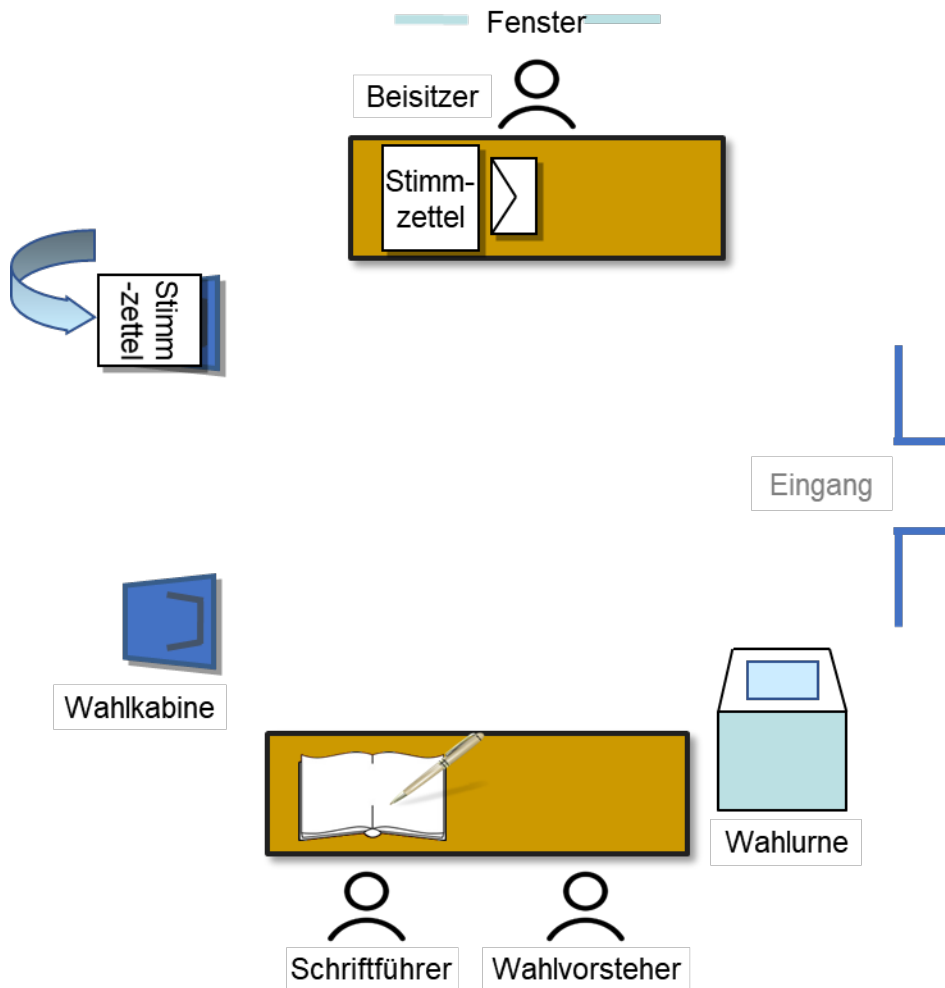 Fenster
Beisitzer
Stimm-
zettel
Stimm
-zettel
Eingang
Wahlkabine
Wahlurne
Schriftführer
Wahlvorsteher